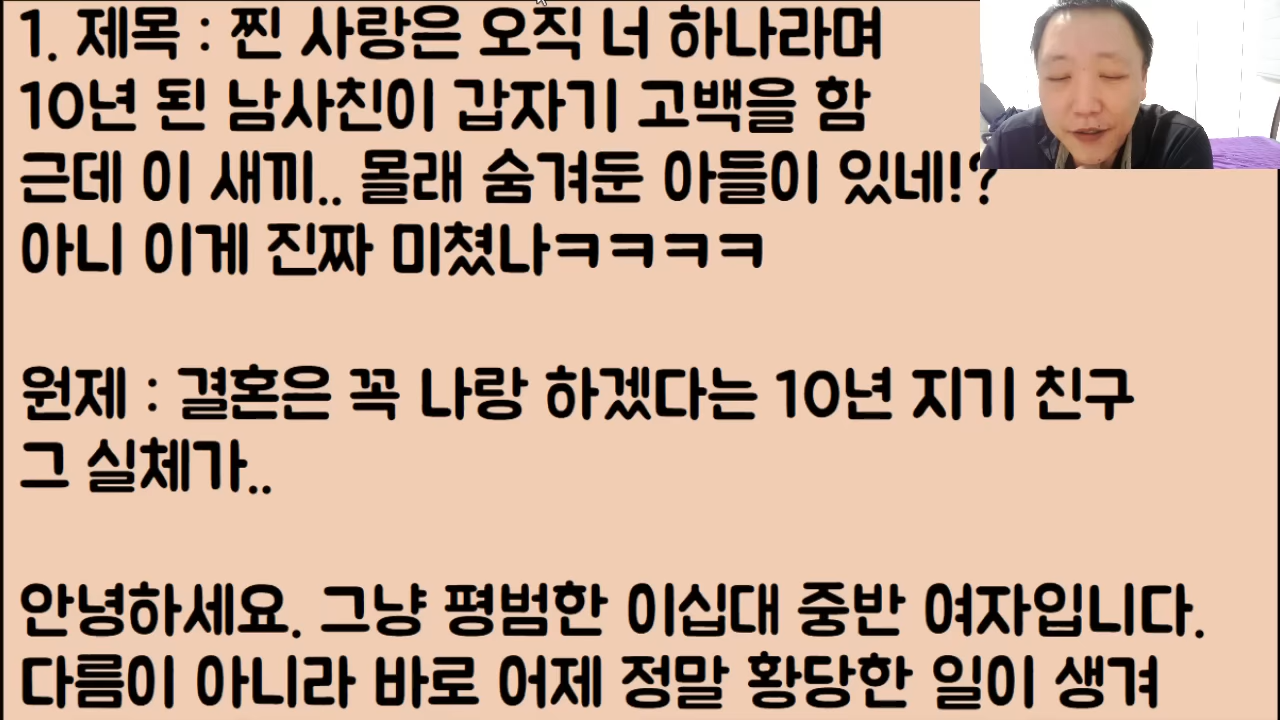 1. 제목 : 찐 사랑은 오직 너 하나라며
10년 된 남사친이 갑자기 고백을 함
근데 이 새끼.. 몰래 숨겨둔 아들이 있네!?
아니 이게 진짜 미쳤나ㅋㅋㅋㅋ
원제 : 결혼은 꼭 나랑 하겠다는 10년 지기 친구
그 실체가..
안녕하세요. 그냥 평범한 이십대 중반 여자입니다.
다름이 아니라 바로 어제 정말 황당한 일이 생겨